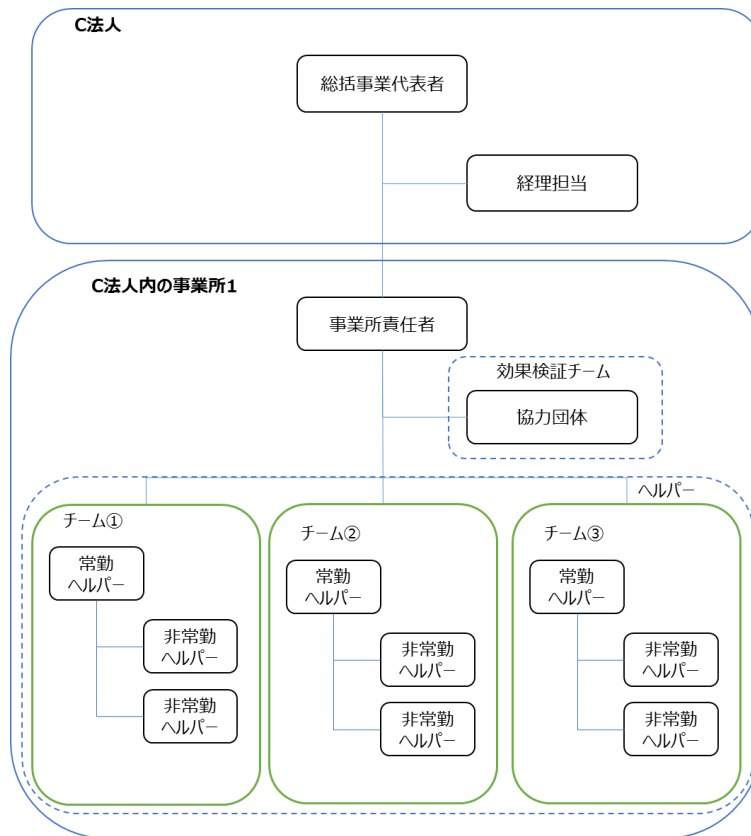 C法人
総括事業代表者
経理担当
C法人内の事業所1
事業所責任者
効果検証チーム
協力団体
ヘルパー
チーム①
常勤
ヘルパー
非常勤
ヘルパー
非常勤
ヘルパー
チーム②
常勤
ヘルパー
非常勤
ヘルパー
非常勤
ヘルパー
チーム③
常勤
ヘルパー
非常勤
ヘルパー
非常勤
ヘルパー